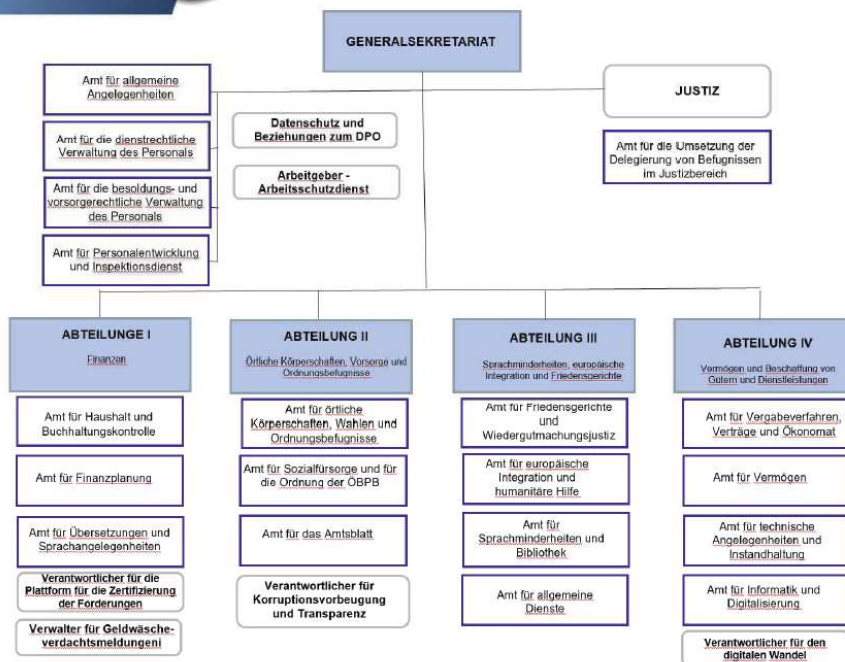 GENERALSEKRETARIAT
Amt für allgemeine
Angelegenheiten
Amt für die dienstrechtliche
Verwaltung des Personals
Amt für die besoldungs- und
vorsorgerechtliche Verwaltung
des Personals
Amt für Personalentwicklung
und Inspektionsdienst
Datenschutz und
Beziehungen zum DPO
Arbeitgeber -
Arbeitsschutzdienst
JUSTIZ
Amt für die Umsetzung der
Delegierung von Befugnissen
im Justizbereich
ABTEILUNGE I
Finanzen
Amt für Haushalt und
Buchhaltungskontrolle
Amt für Finanzplanung
Amt für Übersetzungen und
Sprachangelegenheiten
Verantwortlicher für die
Plattform für die Zertifizierung
der Forderungen
Verwalter für Geldwäsche-
verdachtsmeldungeni
ABTEILUNG II
Örtliche Körperschaften, Vorsorge und
Ordnungsbefugnisse
Amt für örtliche
Körperschaften, Wahlen und
Ordnungsbefugnisse
Amt für Sozialfürsorge und für
die Ordnung der ÖBPB
Amt für das Amtsblatt
Verantwortlicher für
Korruptionsvorbeugung
und Transparenz
ABTEILUNG III
Sprachminderheiten, europäische
Integration und Friedensgerichte
Amt für Friedensgerichte
und
Wiedergutmachungsjustiz
Amt für europäische
Integration und
humanitäre Hilfe
Amt für
Sprachminderheiten und
Bibliothek
Amt für allgemeine
Dienste
ABTEILUNG IV
Vermögen und Beschaffung von
Gütern und Dienstleistungen
Amt für Vergabeverfahren,
Verträge und Ökonomat
Amt für Vermögen
Amt für technische
Angelegenheiten und
Instandhaltung
Amt für Informatik und
Digitalisierung
Verantwortlicher für den
digitalen Wandel